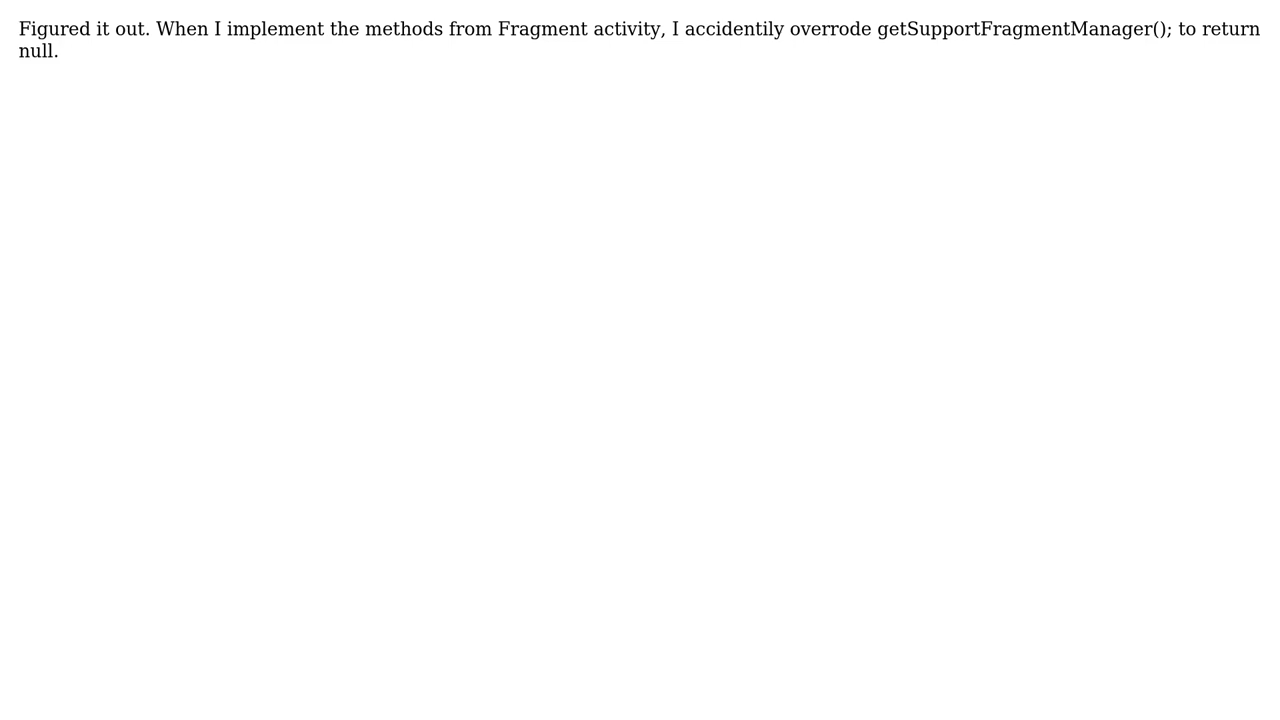 Figured it out. When I implement the methods from Fragment activity, I accidentily overrode getSupportFragmentManager(); to return
null.